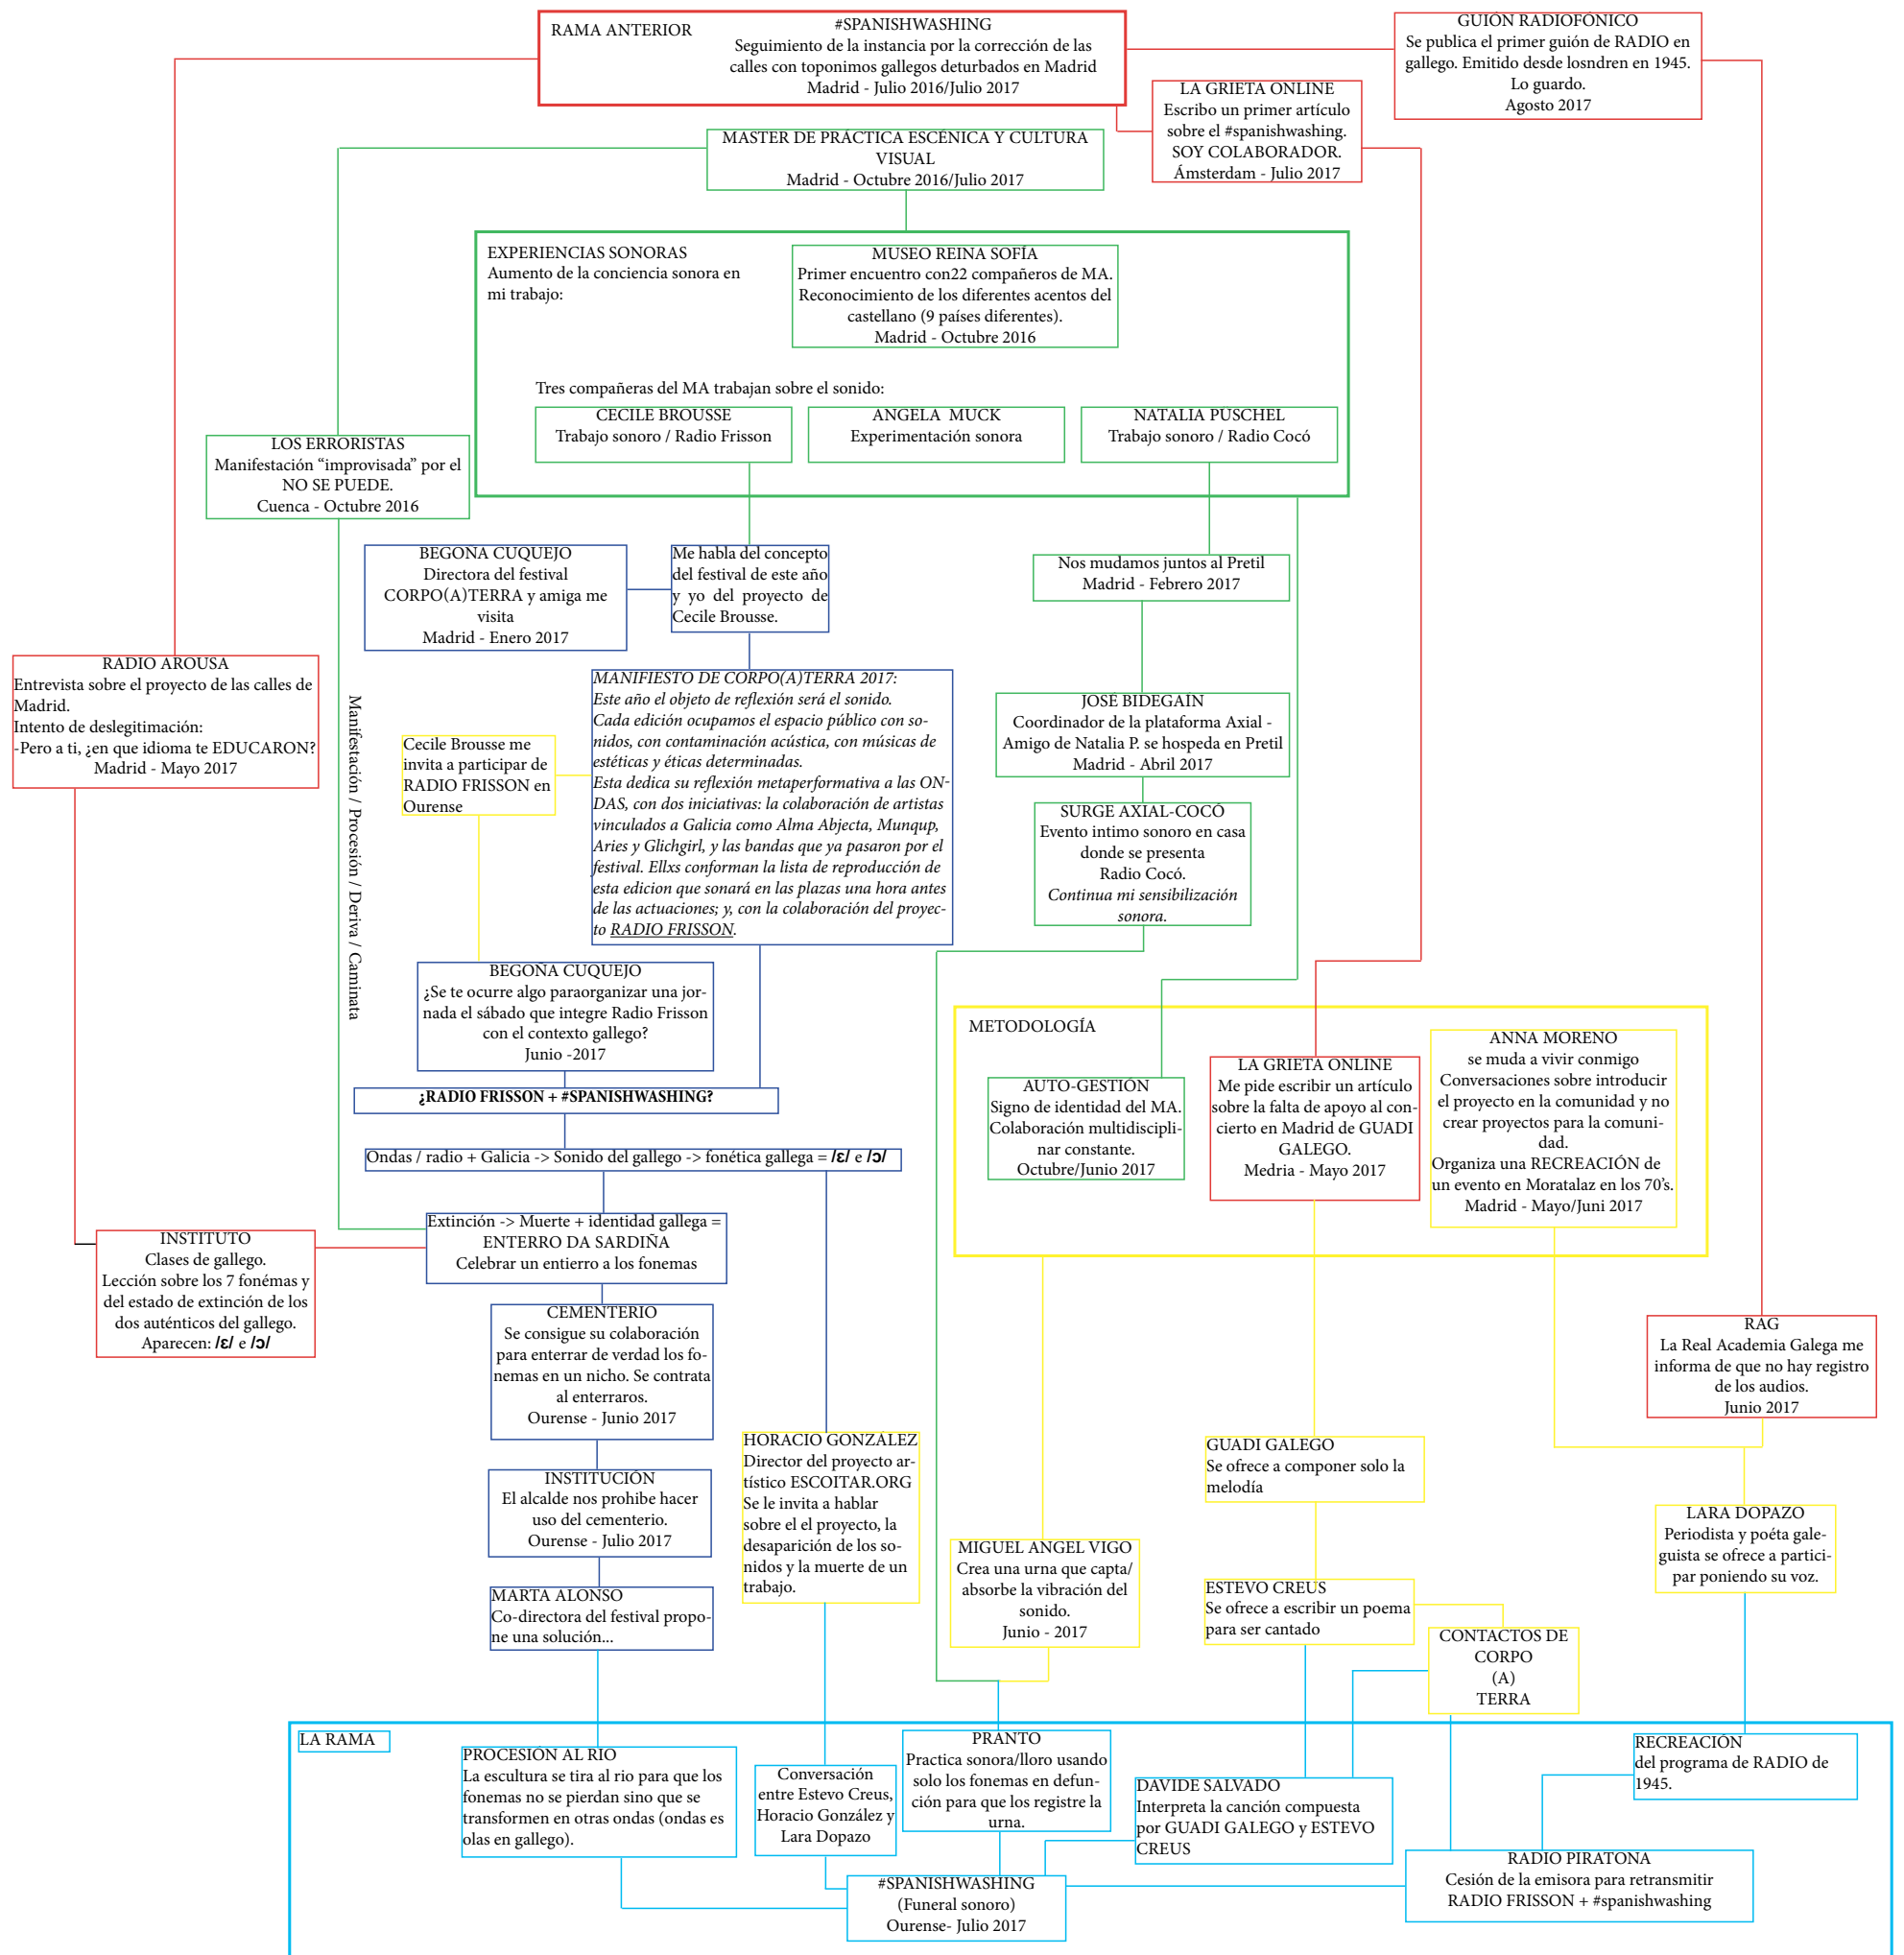 RAMA ANTERIOR
#SPANISHWASHING
Seguimiento de la instancia por la corrección de las
calles con toponimos gallegos deturbados en Madrid
Madrid - Julio 2016/Julio 2017
GUIÓN RADIOFÓNICO
Se publica el primer guión de RADIO en
gallego. Emitido desde losndren en 1945.
Lo guardo.
Agosto 2017
LA GRIETA ONLINE
Escribo un primer artículo
sobre el #spanishwashing.
SOY COLABORADOR.
Ámsterdam - Julio 2017
MASTER DE PRÁCTICA ESCÉNICA Y CULTURA
VISUAL
Madrid - Octubre 2016/Julio 2017
EXPERIENCIAS SONORAS
Aumento de la conciencia sonora en
mi trabajo:
MUSEO REINA SOFÍA
Primer encuentro con22 compañeros de MA.
Reconocimiento de los diferentes acentos del
castellano (9 países diferentes).
Madrid - Octubre 2016
Tres compañeras del MA trabajan sobre el sonido:
CECILE BROUSSE
Trabajo sonoro / Radio Frisson
ANGELA  MUCK
Experimentación sonora
NATALIA PÜSCHEL
Trabajo sonoro / Radio Cocó
LOS ERRORISTAS
Manifestación “improvisada” por el
NO SE PUEDE.
Cuenca - Octubre 2016
BEGOÑA CUQUEJO
Directora del festival
CORPO(A)TERRA y amiga me
visita
Madrid - Enero 2017
Me habla del concepto
del festival de este año
y yo del proyecto de
Cecile Brousse.
Nos mudamos juntos al Pretil
Madrid - Febrero 2017
RADIO AROUSA
Entrevista sobre el proyecto de las calles de
Madrid.
Intento de deslegitimación:
-Pero a ti, ¿en que idioma te EDUCARON?
Madrid - Mayo 2017
Manifestación / Procesión / Deriva / Caminata
MANIFIESTO DE CORPO(A)TERRA 2017:
Este año el objeto de reflexión será el sonido.
Cada edición ocupamos el espacio público con so-
nidos, con contaminación acústica, con músicas de
estéticas y éticas determinadas.
Esta dedica su reflexión metaperformativa a las ON-
DAS, con dos iniciativas: la colaboración de artistas
vinculados a Galicia como Alma Abjecta, Munqup,
Aries y Glichgirl, y las bandas que ya pasaron por el
festival. Ellxs conforman la lista de reproducción de
esta edicion que sonará en las plazas una hora antes
de las actuaciones; y, con la colaboración del proyec-
to RADIO FRISSON.
Cecile Brousse me
invita a participar de
RADIO FRISSON en
Ourense
JOSÉ BIDEGAÍN
Coordinador de la plataforma Axial -
Amigo de Natalia P. se hospeda en Pretil
Madrid - Abril 2017
SURGE AXIAL-COCÓ
Evento intimo sonoro en casa
donde se presenta
Radio Cocó.
Continua mi sensibilización
sonora.
BEGOÑA CUQUEJO
¿Se te ocurre algo paraorganizar una jor-
nada el sábado que integre Radio Frisson
con el contexto gallego?
Junio -2017
¿RADIO FRISSON + #SPANISHWASHING?
Ondas / radio + Galicia -> Sonido del gallego -> fonética gallega = /ɛ/ e /ɔ/
METODOLOGÍA
AUTO-GESTIÓN
Signo de identidad del MA.
Colaboración multidiscipli-
nar constante.
Octubre/Junio 2017
LA GRIETA ONLINE
Me pide escribir un artículo
sobre la falta de apoyo al con-
cierto en Madrid de GUADI
GALEGO.
Medria - Mayo 2017
ANNA MORENO
se muda a vivir conmigo
Conversaciones sobre introducir
el proyecto en la comunidad y no
crear proyectos para la comuni-
dad.
Organiza una RECREACIÓN de
un evento en Moratalaz en los 70's.
Madrid - Mayo/Juni 2017
Extinción -> Muerte + identidad gallega =
ENTERRO DA SARDIÑA
Celebrar un entierro a los fonemas
INSTITUTO
Clases de gallego.
Lección sobre los 7 fonémas y
del estado de extinción de los
dos auténticos del gallego.
Aparecen: /ɛ/ e /ɔ/
CEMENTERIO
Se consigue su colaboración
para enterrar de verdad los fo-
nemas en un nicho. Se contrata
al enterraros.
Ourense - Junio 2017
RAG
La Real Academia Galega me
informa de que no hay registro
de los audios.
Junio 2017
HORACIO GONZÁLEZ
Director del proyecto ar-
tístico ESCOITAR.ORG
Se le invita a hablar
sobre el el proyecto, la
desaparición de los so-
nidos y la muerte de un
trabajo.
GUADI GALEGO
Se ofrece a componer solo la
melodía
INSTITUCIÓN
El alcalde nos prohibe hacer
uso del cementerio.
Ourense - Julio 2017
LARA DOPAZO
Periodista y poéta gale-
guista se ofrece a partici-
par poniendo su voz.
MIGUEL ANGEL VIGO
Crea una urna que capta/
absorbe la vibración del
sonido.
Junio - 2017
MARTA ALONSO
Co-directora del festival propo-
ne una solución...
ESTEVO CREUS
Se ofrece a escribir un poema
para ser cantado
CONTACTOS DE
CORPO
(A)
TERRA
LA RAMA
PROCESIÓN AL RIO
La escultura se tira al rio para que los
fonemas no se pierdan sino que se
transformen en otras ondas (ondas es
olas en gallego).
Conversación
entre Estevo Creus,
Horacio González y
Lara Dopazo
PRANTO
Practica sonora/lloro usando
solo los fonemas en defun-
ción para que los registre la
urna.
DAVIDE SALVADO
Interpreta la canción compuesta
por GUADI GALEGO y ESTEVO
CREUS
RECREACIÓN
del programa de RADIO de
1945.
RADIO PIRATONA
Cesión de la emisora para retransmitir
RADIO FRISSON + #spanishwashing
#SPANISHWASHING
(Funeral sonoro)
Ourense- Julio 2017